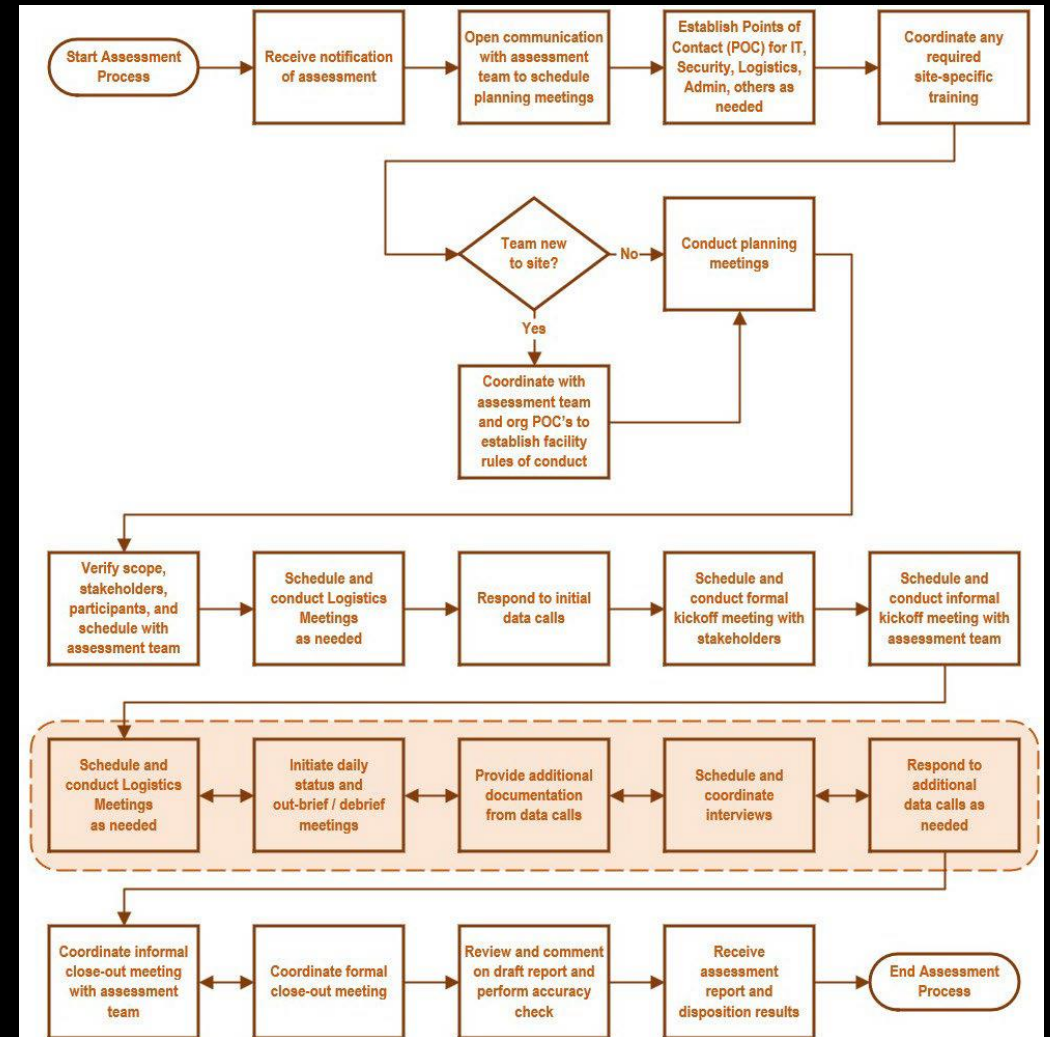 Start Assessment
Process
Receive notification
of assessment
Open communication
with assessment
team to schedule
planning meetings
Establish Points of
Contact (POC) for IT,
Security, Logistics,
Admin, others as
needed
Coordinate any
required
site-specific
training
Team new
to site?
No
Conduct planning
meetings
Yes
Coordinate with
assessment team
and org POC's to
establish facility
rules of conduct
Verify scope,
stakeholders,
participants, and
schedule with
assessment team
Schedule and
conduct Logistics
Meetings
as needed
Respond to initial
data calls
Schedule and
conduct formal
kickoff meeting with
stakeholders
Schedule and
conduct informal
kickoff meeting with
assessment team
Schedule and
conduct Logistics
Meetings
as needed
Initiate daily
status and
out-brief / debrief
meetings
Provide additional
documentation
from data calls
Schedule and
coordinate
interviews
Respond to
additional
data calls as
needed
Coordinate informal
close-out meeting
with assessment
team
Coordinate formal
close-out meeting
Review and comment
on draft report and
perform accuracy
check
Receive
assessment
report and
disposition results
End Assessment
Process